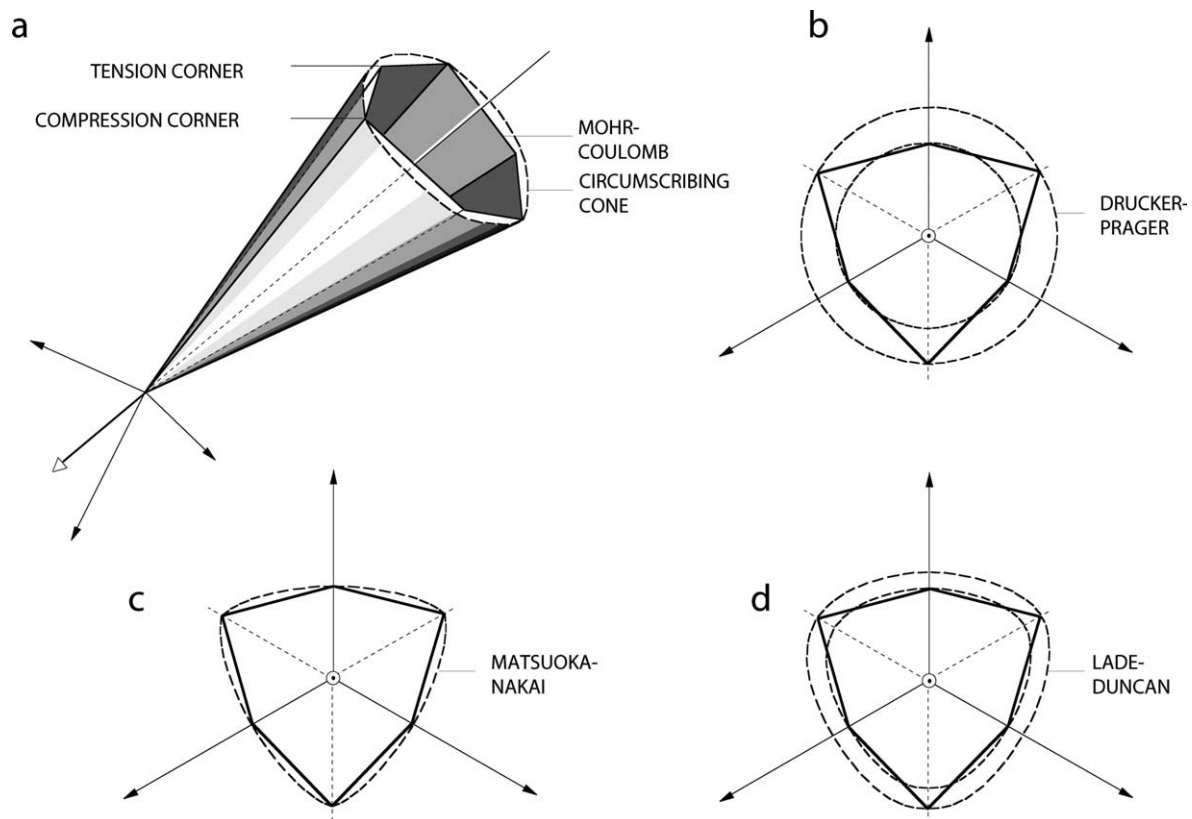 a
TENSION CORNER
COMPRESSION CORNER
MOHR-
COULOMB
CIRCUMSCRIBING
CONE
b
DRUCKER-
PRAGER
c
MATSUOKA-
NAKAI
d
LADE-
DUNCAN